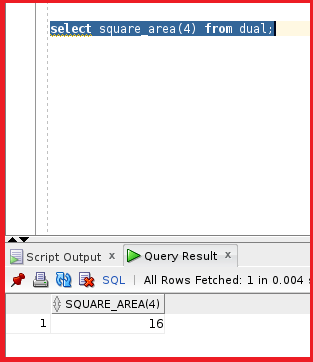 select square_area(4) from dual;
Script Output x Query Result x
SQL | All Rows Fetched: 1 in 0.004 s
SQUARE_AREA(4)
1 16